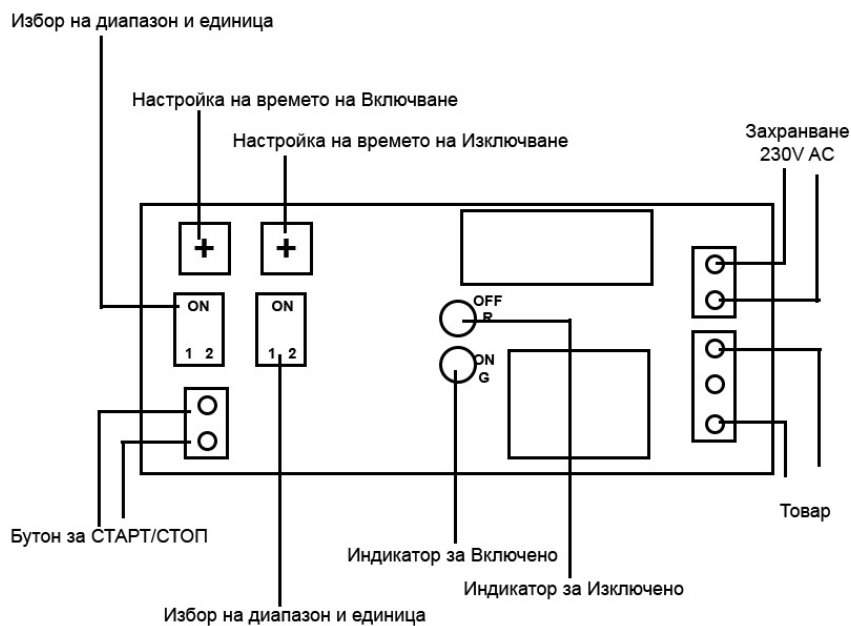 Избор на диапазон и единица
Настройка на времето на Включване
Настройка на времето на Изключване
Захранване
230V AC
+ +
ON ON
1 2 1 2
OFF
R
ON
G
Товар
Бутон за СТАРТ/СТОП
Индикатор за Включено
Индикатор за Изключено
Избор на диапазон и единица